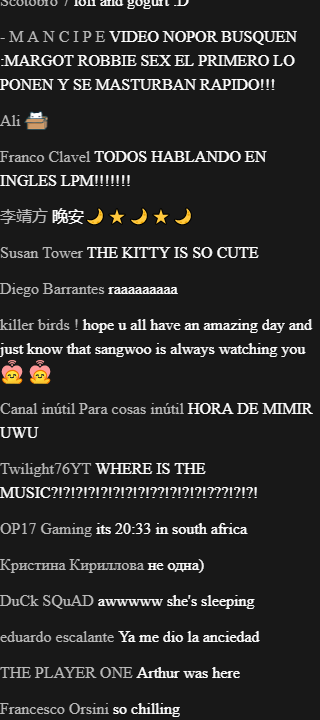 Scotobro 7 lofi and gogurt :D
- M A N C I P E VIDEO NOPOR BUSQUEN
:MARGOT ROBBIE SEX EL PRIMERO LO
PONEN Y SE MASTURBAN RAPIDO!!!
Ali
Franco Clavel TODOS HABLANDO EN
INGLES LPM!!!!!!!
李靖方 晚安🌙 ⭐ 🌙 ⭐ 🌙
Susan Tower THE KITTY IS SO CUTE
Diego Barrantes raaaaaaaaa
killer birds ! hope u all have an amazing day and
just know that sangwoo is always watching you
Canal inútil Para cosas inútil HORA DE MIMIR
UWU
Twilight76YT WHERE IS THE
MUSIC?!?!?!?!?!?!?!?!??!?!?!?!???!?!?!
OP17 Gaming its 20:33 in south africa
Кристина Кириллова не одна)
DuCk SQuAD awwwww she's sleeping
eduardo escalante Ya me dio la anciedad
THE PLAYER ONE Arthur was here
Francesco Orsini so chilling